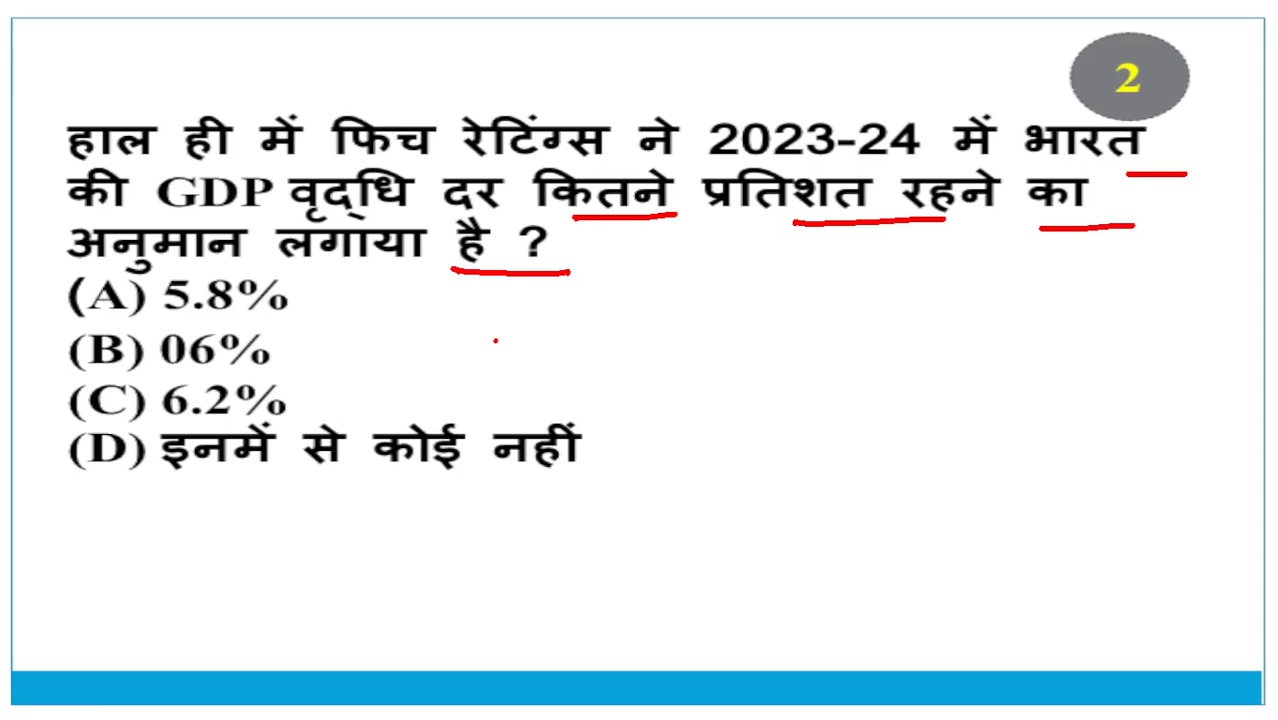 2
हाल ही में फिच रेटिंग्स ने 2023-24 में भारत
की GDP वृद्धि दर कितने प्रतिशत रहने का
अनुमान लगाया है ?
(A) 5.8%
(B) 06%
(C) 6.2%
(D) इनमें से कोई नहीं